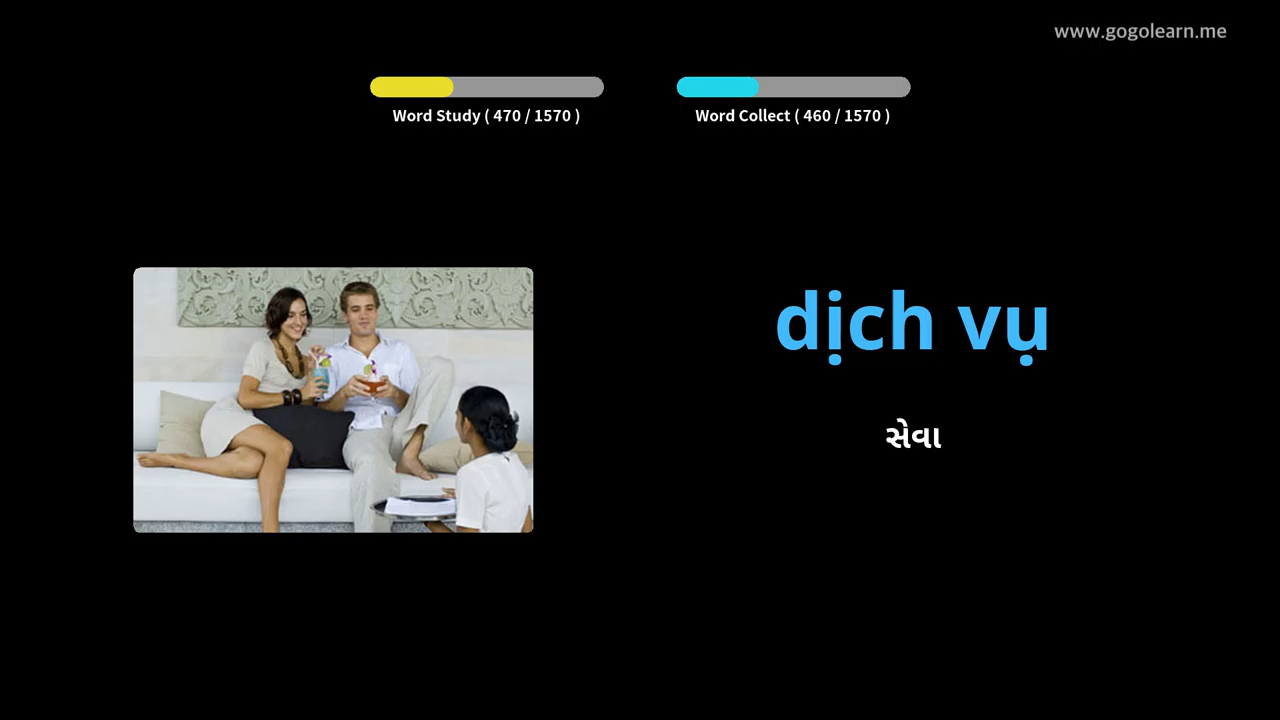 www.gogolearn.me
Word Study ( 470 / 1570 )
Word Collect ( 460 / 1570 )
dịch vụ
સેવા